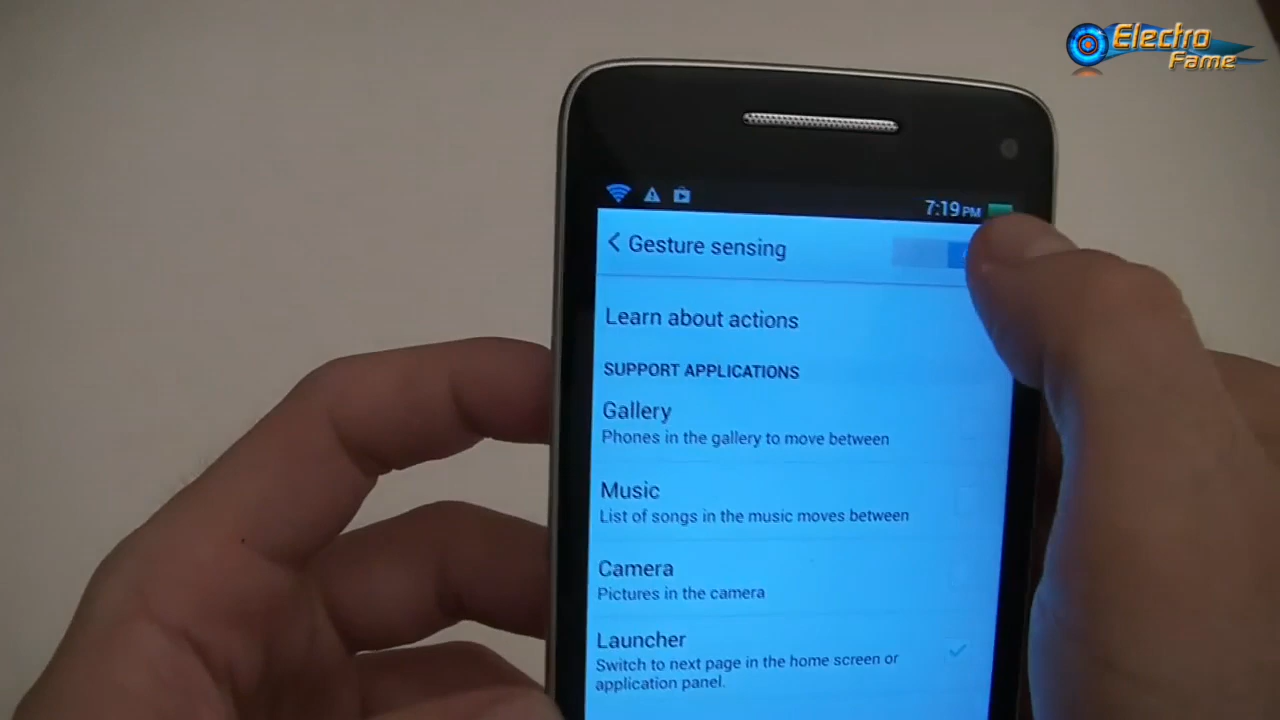 Electro
Fame
7:19 PM
Gesture sensing
Learn about actions
SUPPORT APPLICATIONS
Gallery
Phones in the gallery to move between
Music
List of songs in the music moves between
Camera
Pictures in the camera
Launcher
Switch to next page in the home screen or
application panel.